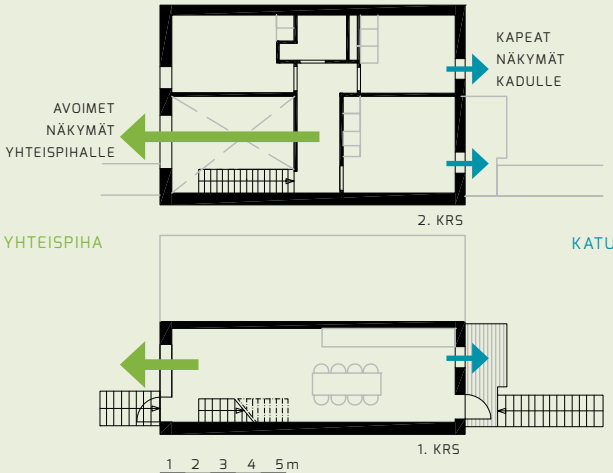 KAPEAT
NÄKYMÄT
KADULLE
AVOIMET
NÄKYMÄT
YHTEISPIHALLE
2. KRS
YHTEISPIHA
KATU
1. KRS
1 2 3 4 5m